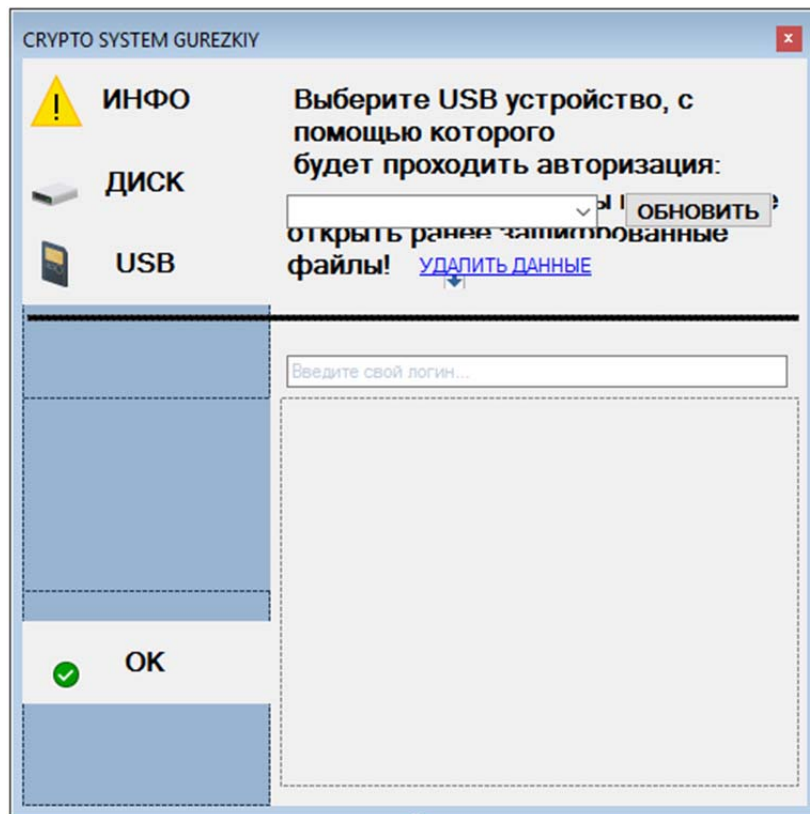 CRYPTO SYSTEM GUREZKIY
x
ИНФО
ДИСК
USB
Выберите USB устройство, с
помощью которого
будет проходить авторизация:
ОБНОВИТЬ
открыть ранее зашифрованные
файлы! УДАЛИТЬ ДАННЫЕ
Введите свой логин...
OK